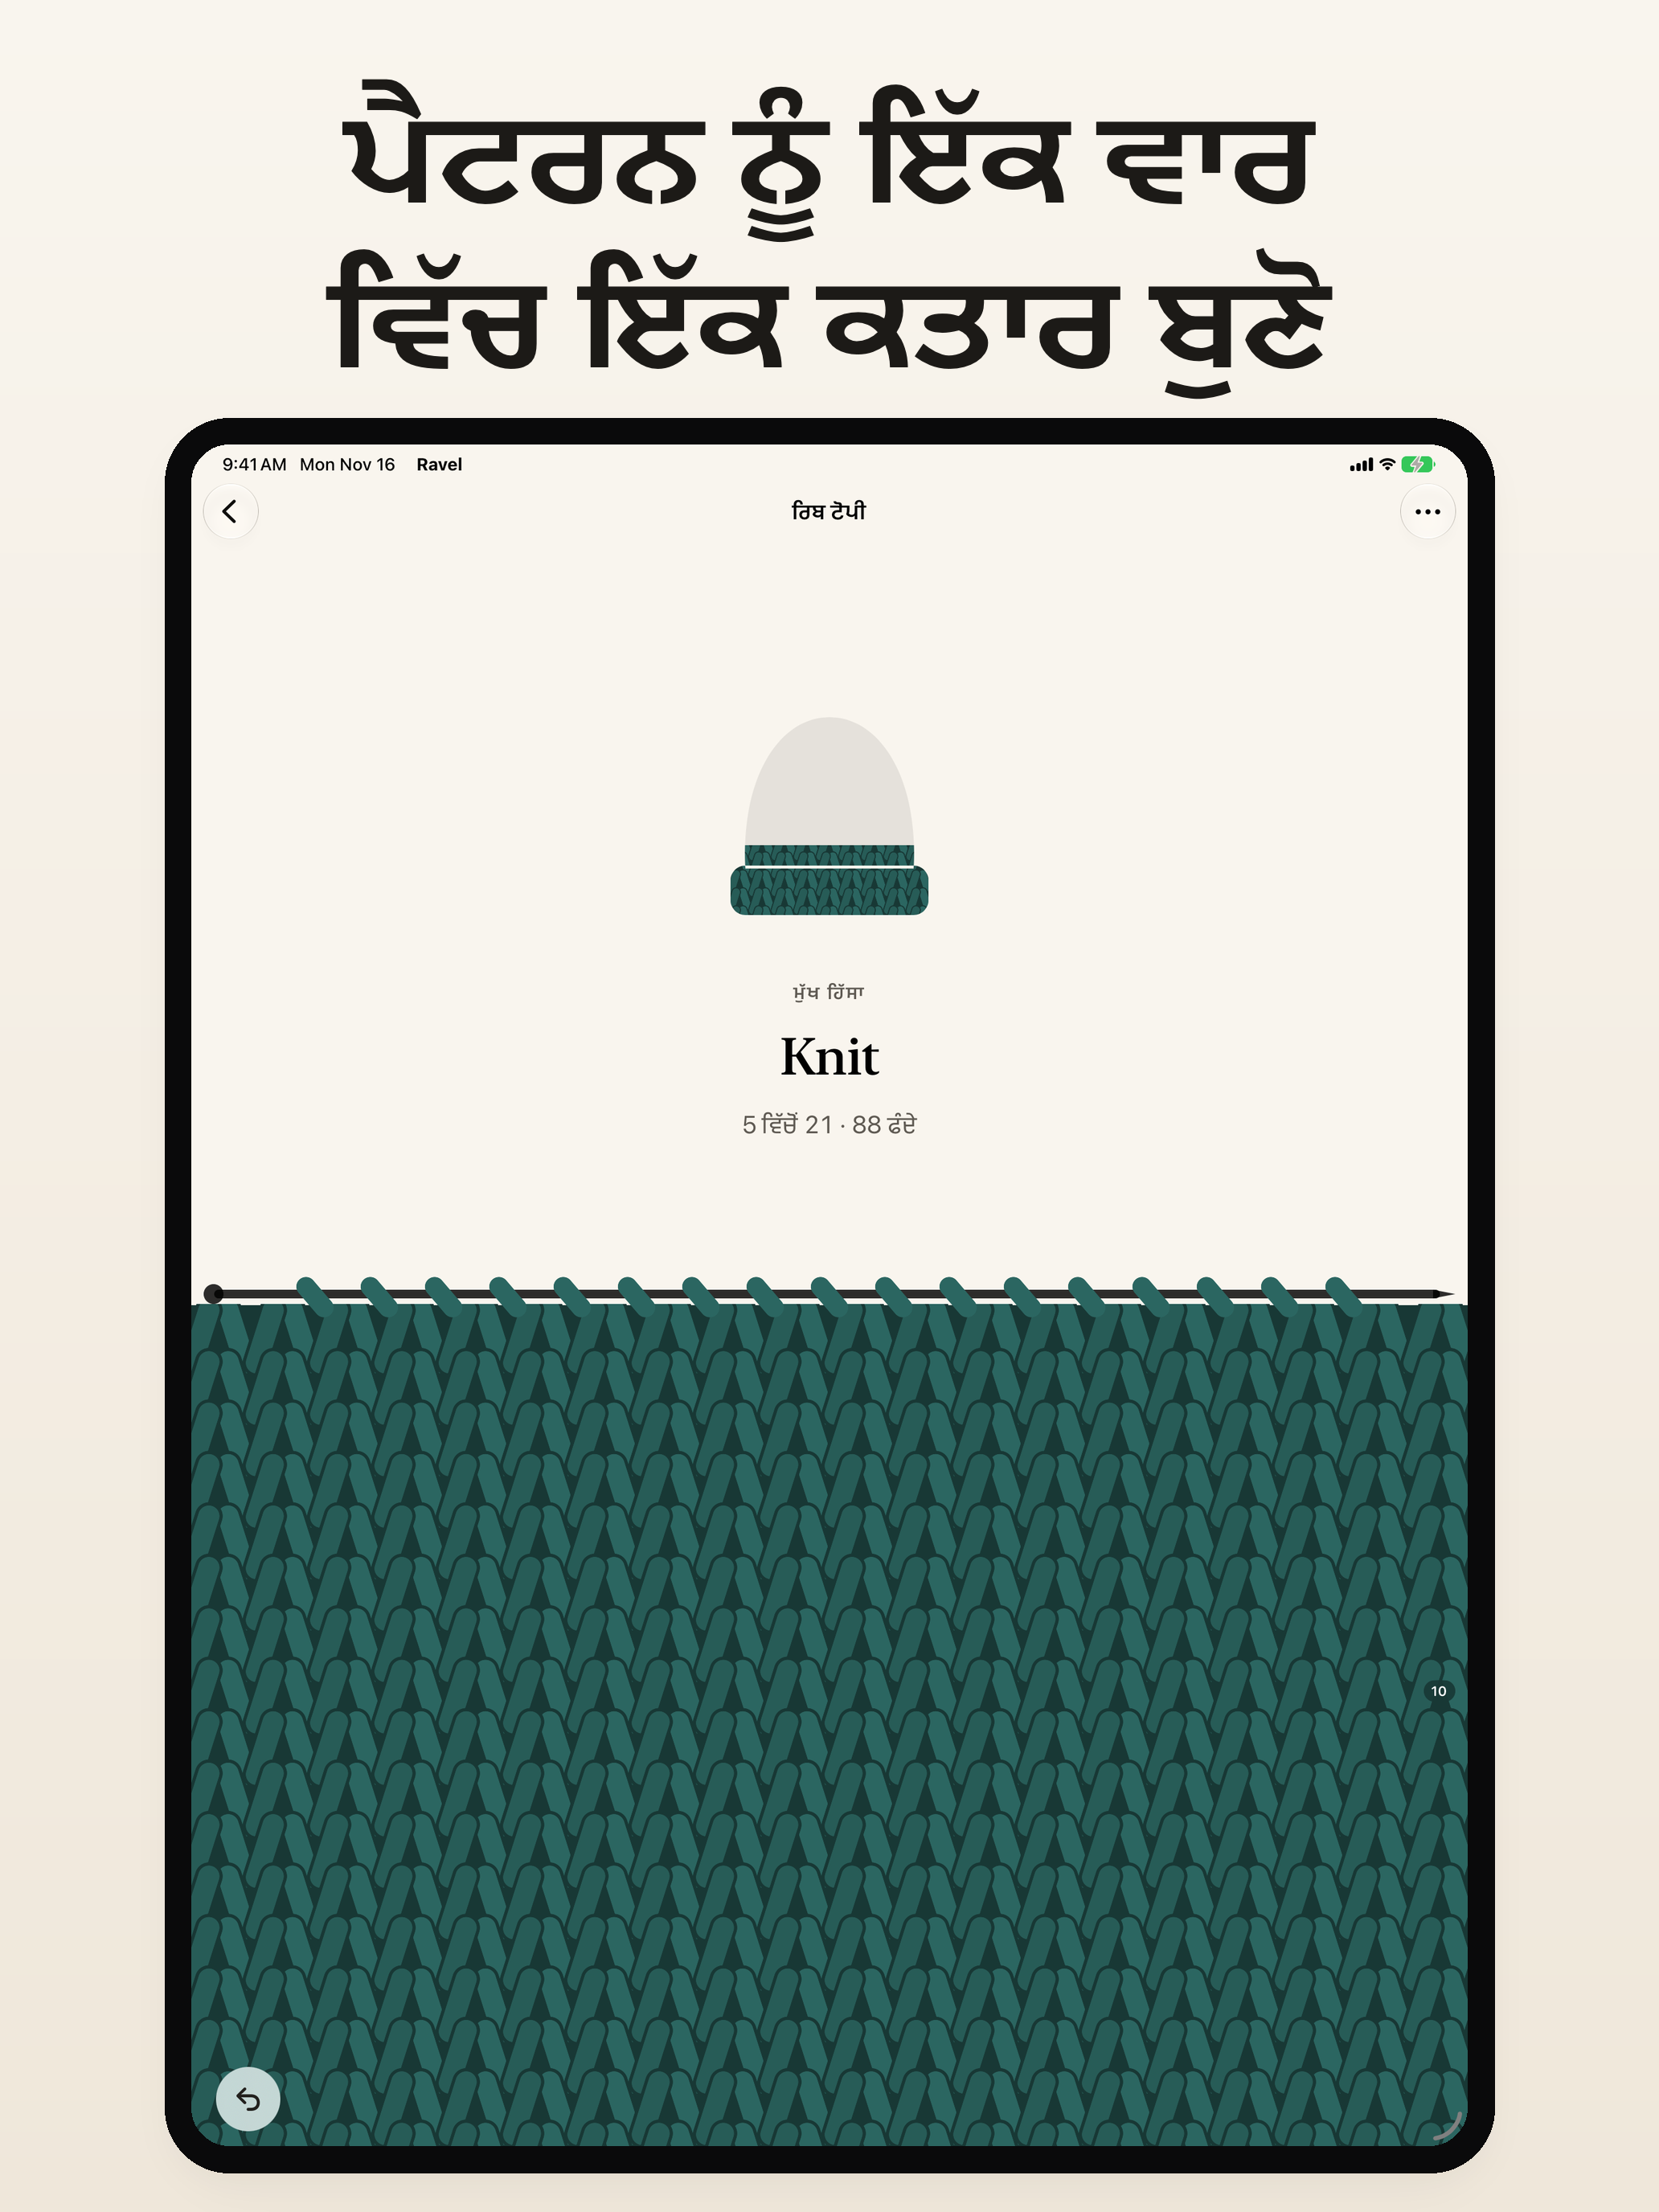 ਪੈਟਰਨ ਨੂੰ ਇੱਕ ਵਾਰ
ਵਿੱਚ ਇੱਕ ਕਤਾਰ ਬੁਣੋ
9:41 AM Mon Nov 16 Ravel
ਰਿਬ ਟੋਪੀ
ਮੁੱਖ ਹਿੱਸਾ
Knit
5 ਵਿੱਚੋਂ 21 · 88 ਫੰਦੇ
10